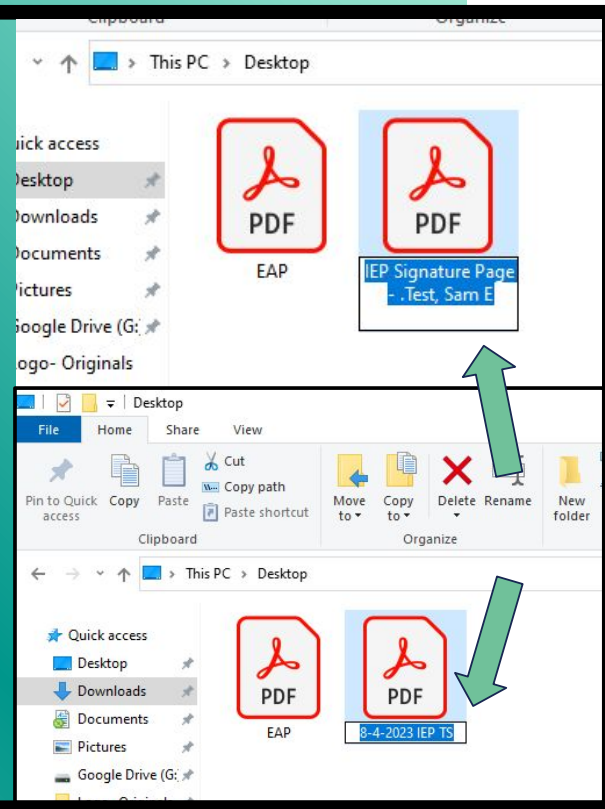 Clipboard Organize
This PC > Desktop
uick access
Desktop
Downloads
Documents
Pictures
Google Drive (G:
Logo- Originals
PDF PDF
EAP
IEP Signature Page
- .Test, Sam E
Desktop
File Home Share View
Pin to Quick
access
Copy
Paste
Cut
Copy path
Paste shortcut
Move
to
Copy
to
Delete
Rename
New
folder
Clipboard Organize
This PC > Desktop
Quick access
Desktop
Downloads
Documents
Pictures
Google Drive (G:
PDF PDF
EAP 8-4-2023 IEP TS